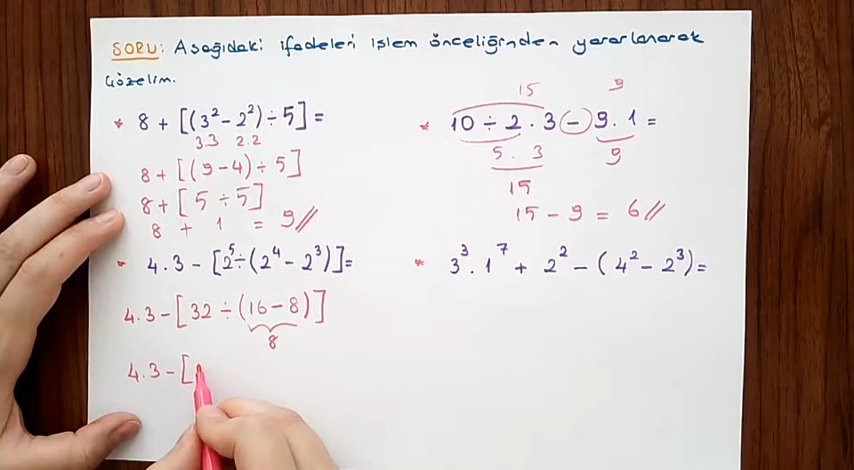 SORU: Aşağıdaki ifadeleri işlem önceliğinden yararlanarak
çözelim.
* 8 + [(3² - 2²) ÷ 5] =
3.3 2.2
8 + [(9 - 4) ÷ 5]
8 + [5 ÷ 5]
8 + 1 = 9//
* 4.3 - [2⁵ ÷ (2⁴ - 2³)] =
4.3 - [32 ÷ (16 - 8)]
8
4.3 - [
15 9
* 10 ÷ 2 . 3 - 9 . 1 =
5 . 3 9
15
15 - 9 = 6//
* 3³ . 1⁷ + 2² - (4² - 2³) =